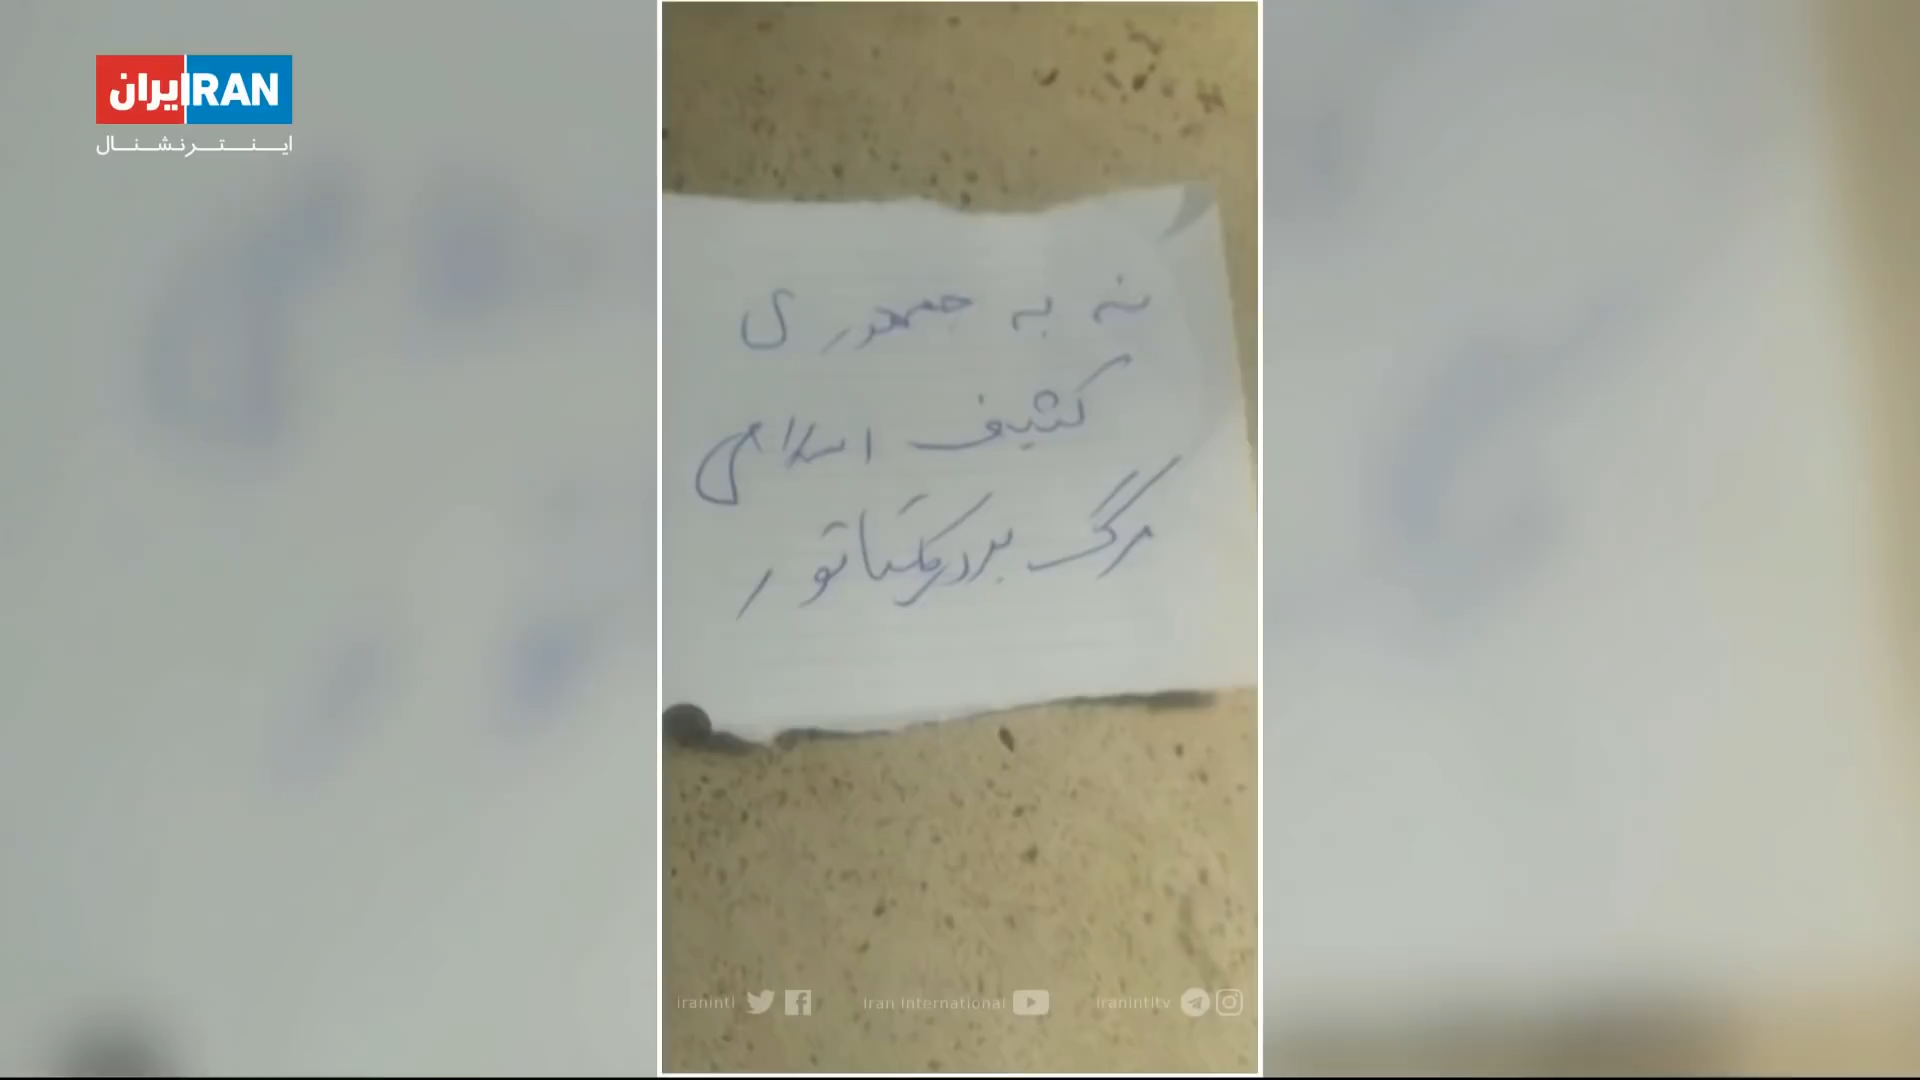 ایران IRAN
اینترنشنال
نه به جمهوری
کثیف اسلامی
مرگ بر دیکتاتور
iranintl Iran International iranintltv